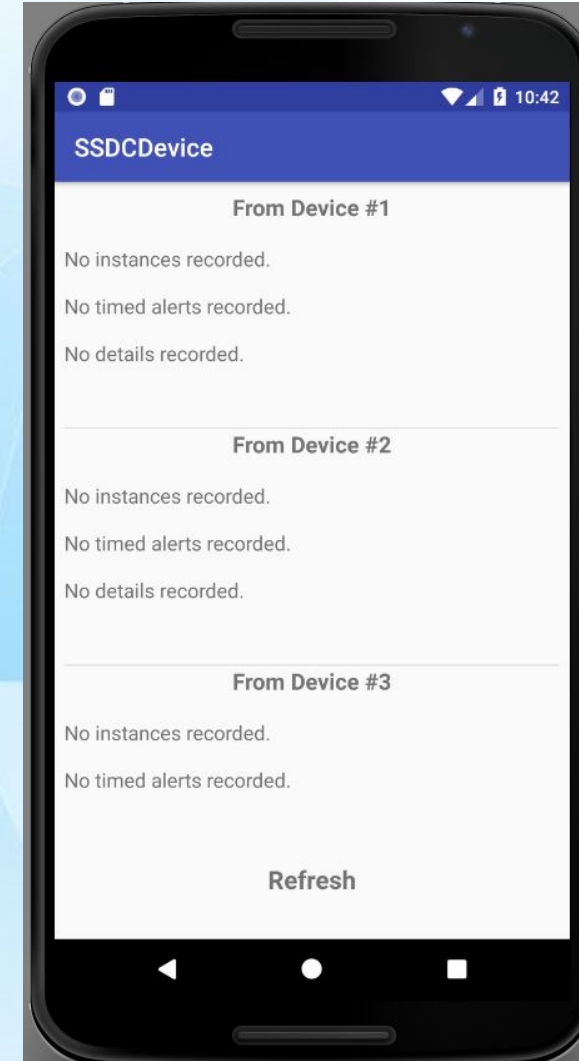 10:42
SSDCDevice
From Device #1
No instances recorded.
No timed alerts recorded.
No details recorded.
From Device #2
No instances recorded.
No timed alerts recorded.
No details recorded.
From Device #3
No instances recorded.
No timed alerts recorded.
Refresh